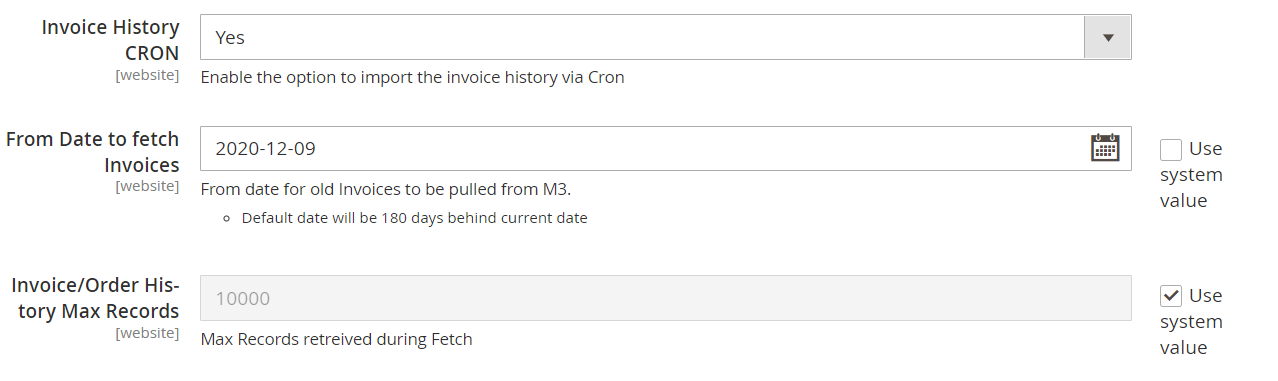 Invoice History
CRON
[website]
Yes
Enable the option to import the invoice history via Cron
From Date to fetch
Invoices
[website]
2020-12-09
Use
system
value
From date for old Invoices to be pulled from M3.
Default date will be 180 days behind current date
Invoice/Order His-
tory Max Records
[website]
10000
Use
system
value
Max Records retreived during Fetch